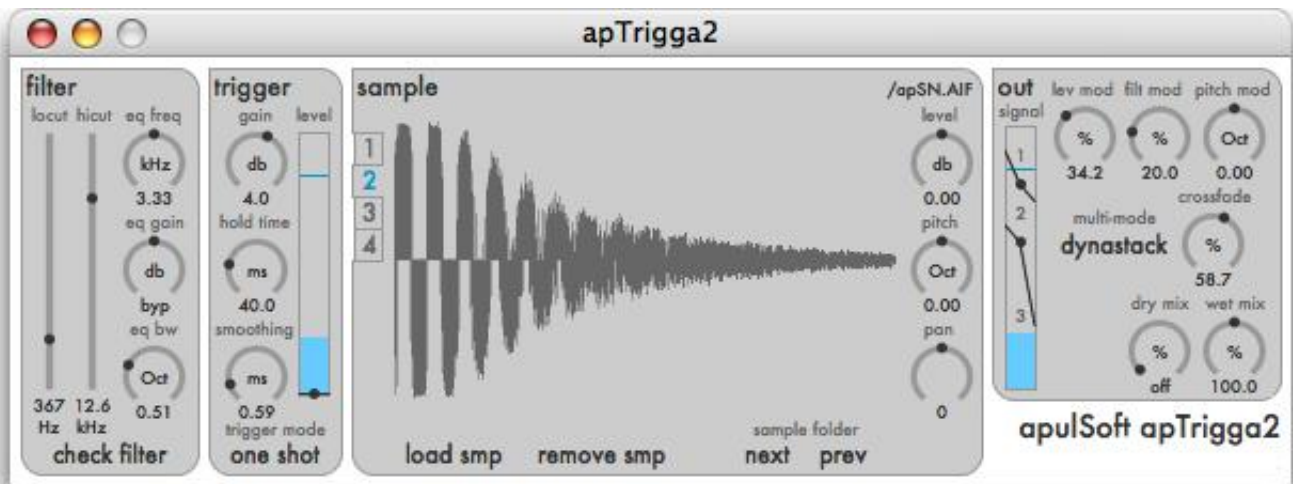 apTrigga2
filter
locut hicut eq freq
kHz
3.33
eq gain
db
byp
eq bw
Oct
0.51
367 12.6
Hz kHz
check filter
trigger
gain level
db
4.0
hold time
ms
40.0
smoothing
ms
0.59
trigger mode
one shot
sample /apSN.AIF
1
2
3
4
level
db
0.00
pitch
Oct
0.00
pan
0
sample folder
load smp remove smp next prev
out lev mod filt mod pitch mod
signal
% % Oct
34.2 20.0 0.00
1
2
3
crossfade
multi-mode
dynastack %
58.7
dry mix wet mix
% %
off 100.0
apulSoft apTrigga2